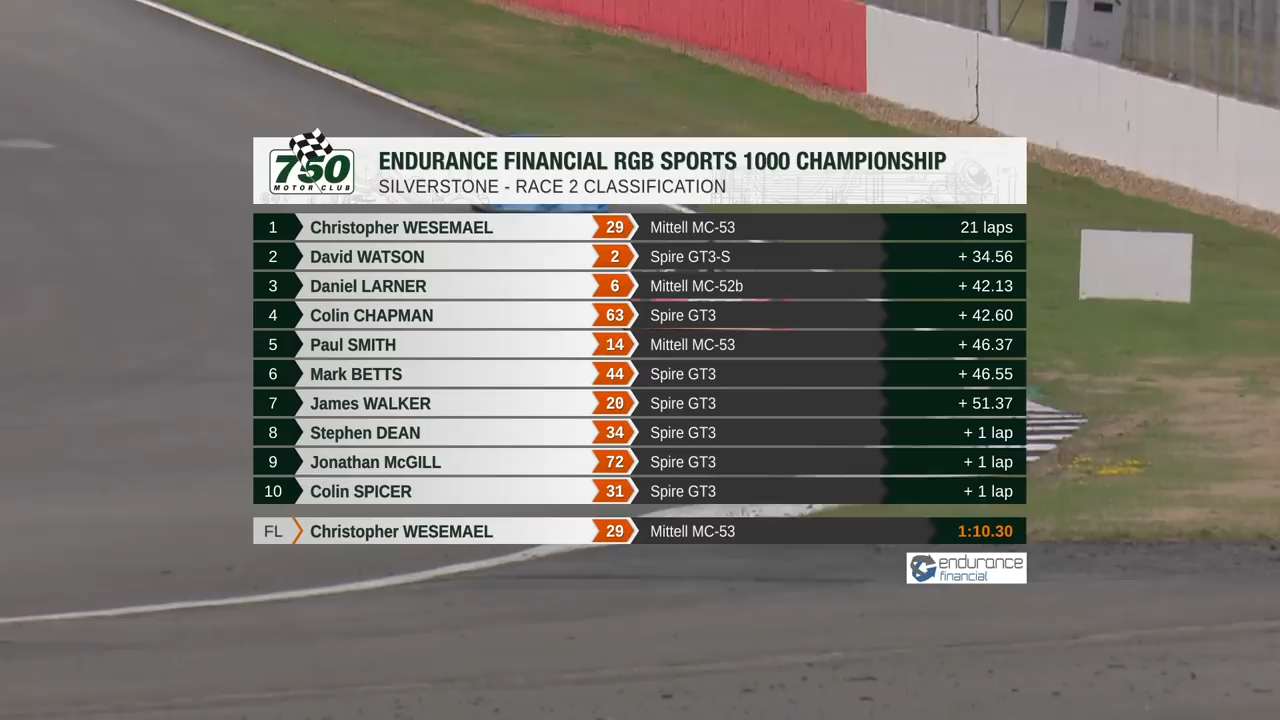 750
MOTOR CLUB
ENDURANCE FINANCIAL RGB SPORTS 1000 CHAMPIONSHIP
SILVERSTONE - RACE 2 CLASSIFICATION
1 Christopher WESEMAEL 29 Mittell MC-53 21 laps
2 David WATSON 2 Spire GT3-S + 34.56
3 Daniel LARNER 6 Mittell MC-52b + 42.13
4 Colin CHAPMAN 63 Spire GT3 + 42.60
5 Paul SMITH 14 Mittell MC-53 + 46.37
6 Mark BETTS 44 Spire GT3 + 46.55
7 James WALKER 20 Spire GT3 + 51.37
8 Stephen DEAN 34 Spire GT3 + 1 lap
9 Jonathan McGILL 72 Spire GT3 + 1 lap
10 Colin SPICER 31 Spire GT3 + 1 lap
FL Christopher WESEMAEL 29 Mittell MC-53 1:10.30
endurance
financial